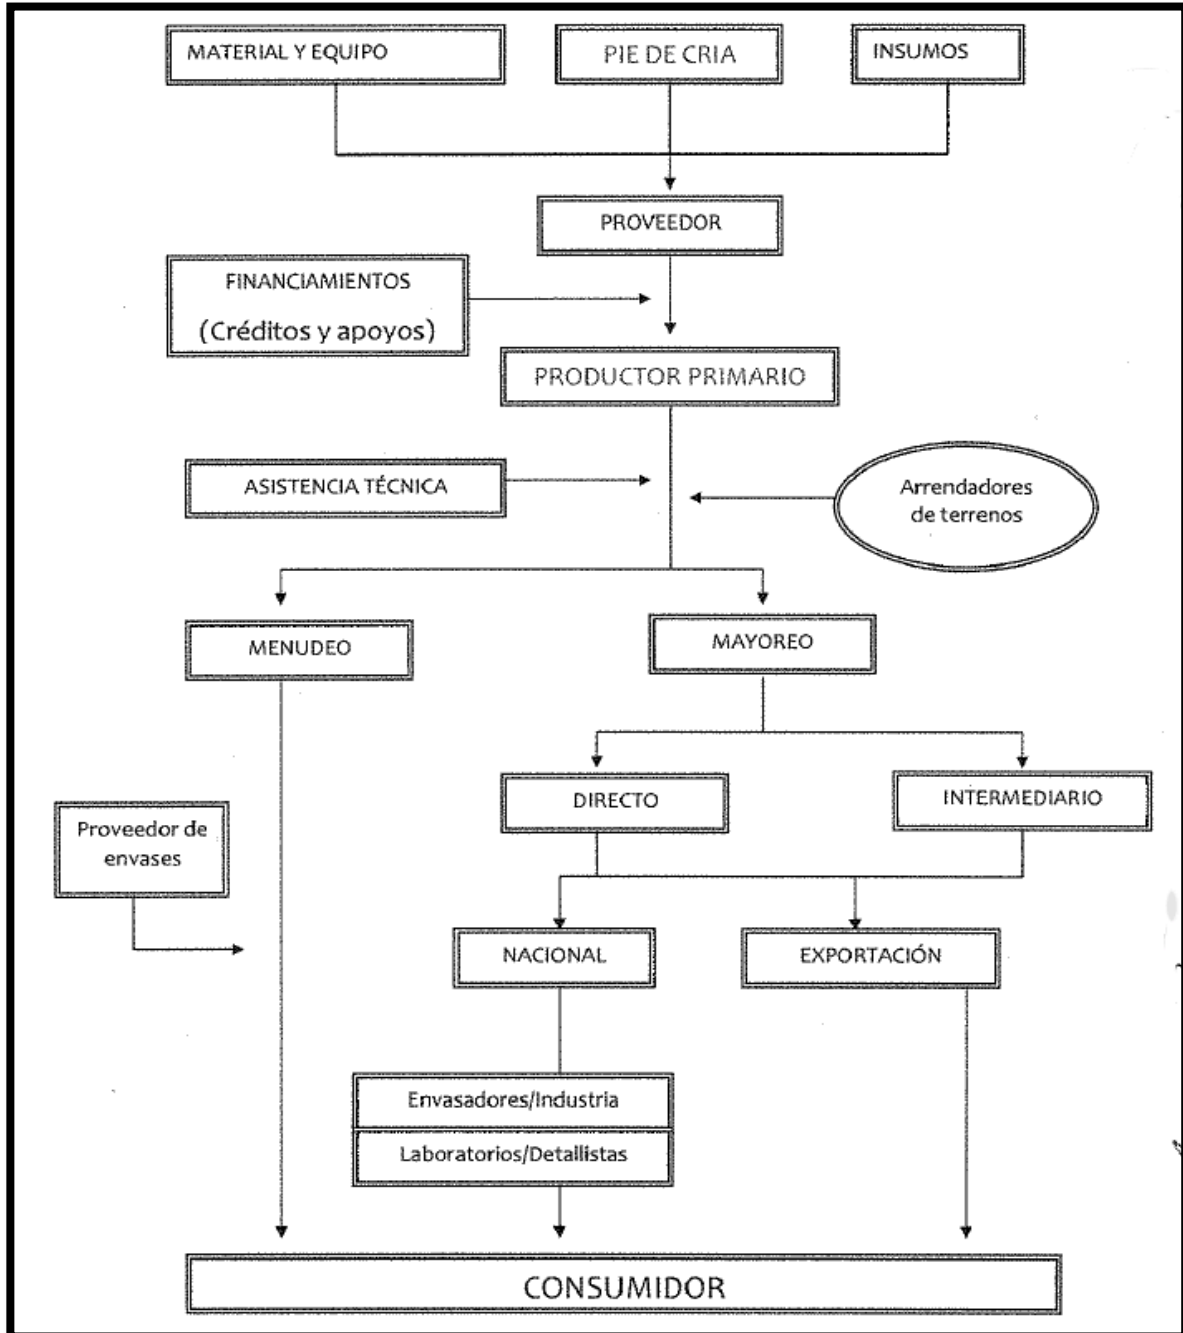 MATERIAL Y EQUIPO
PIE DE CRIA
INSUMOS
PROVEEDOR
FINANCIAMIENTOS
(Créditos y apoyos)
PRODUCTOR PRIMARIO
ASISTENCIA TÉCNICA
Arrendadores
de terrenos
MENUDEO
MAYOREO
DIRECTO
INTERMEDIARIO
Proveedor de
envases
NACIONAL
EXPORTACIÓN
Envasadores/Industria
Laboratorios/Detallistas
CONSUMIDOR